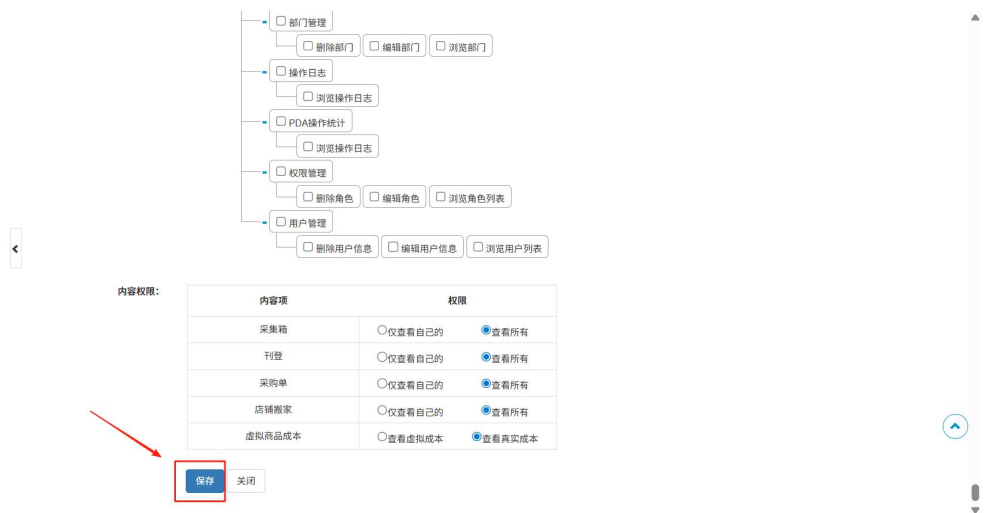 部门管理
删除部门 编辑部门 浏览部门
操作日志
浏览操作日志
PDA操作统计
浏览操作日志
权限管理
删除角色 编辑角色 浏览角色列表
用户管理
删除用户信息 编辑用户信息 浏览用户列表
内容权限:
内容项 权限
采集箱 仅查看自己的 查看所有
刊登 仅查看自己的 查看所有
采购单 仅查看自己的 查看所有
店铺搬家 仅查看自己的 查看所有
虚拟商品成本 查看虚拟成本 查看真实成本
保存 关闭